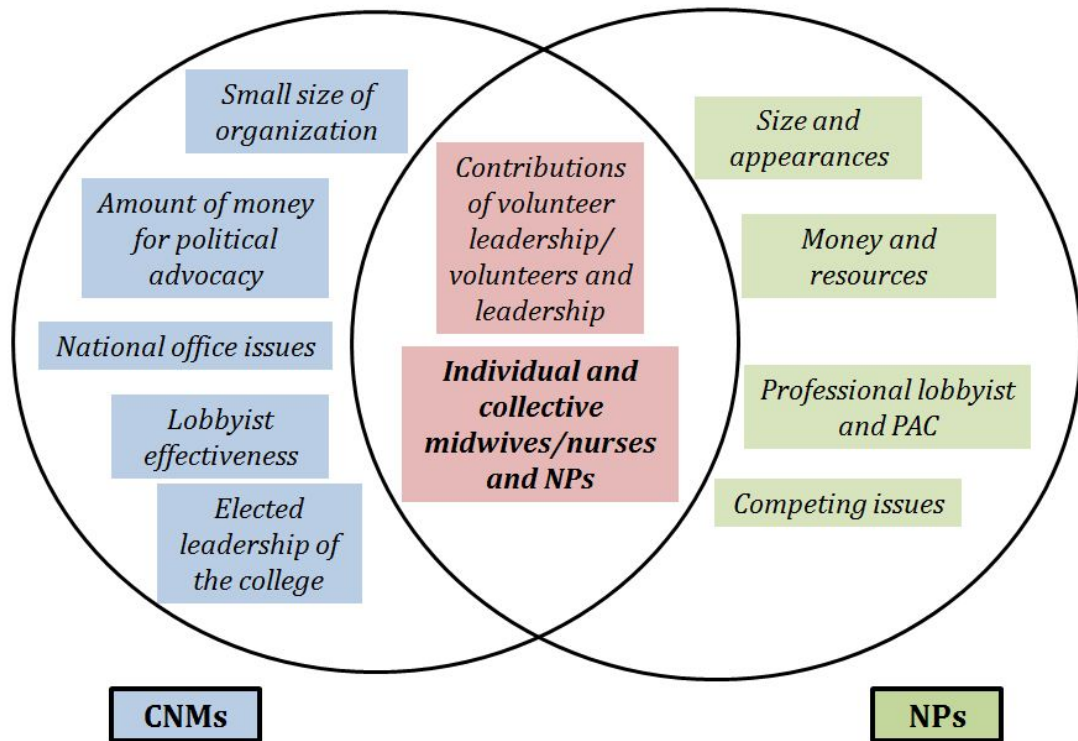 Small size of
organization
Amount of money
for political
advocacy
National office issues
Lobbyist
effectiveness
Elected
leadership of
the college
Contributions
of volunteer
leadership/
volunteers and
leadership
Individual and
collective
midwives/nurses
and NPs
Size and
appearances
Money and
resources
Professional lobbyist
and PAC
Competing issues
CNMs
NPs